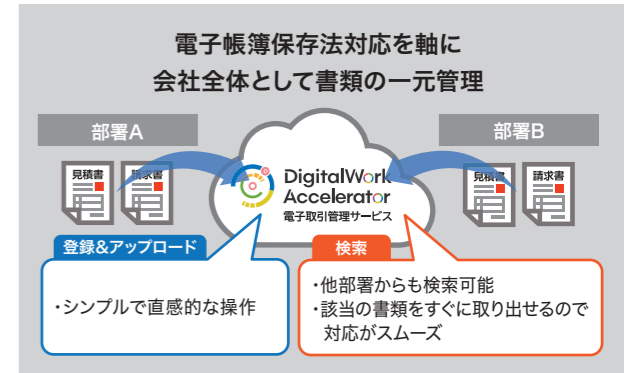 電子帳簿保存法対応を軸に
会社全体として書類の一元管理
部署A
部署B
見積書
請求書
DigitalWork
Accelerator
電子取引管理サービス
見積書
請求書
登録&アップロード
・シンプルで直感的な操作
検索
・他部署からも検索可能
・該当の書類をすぐに取り出せるので
対応がスムーズ